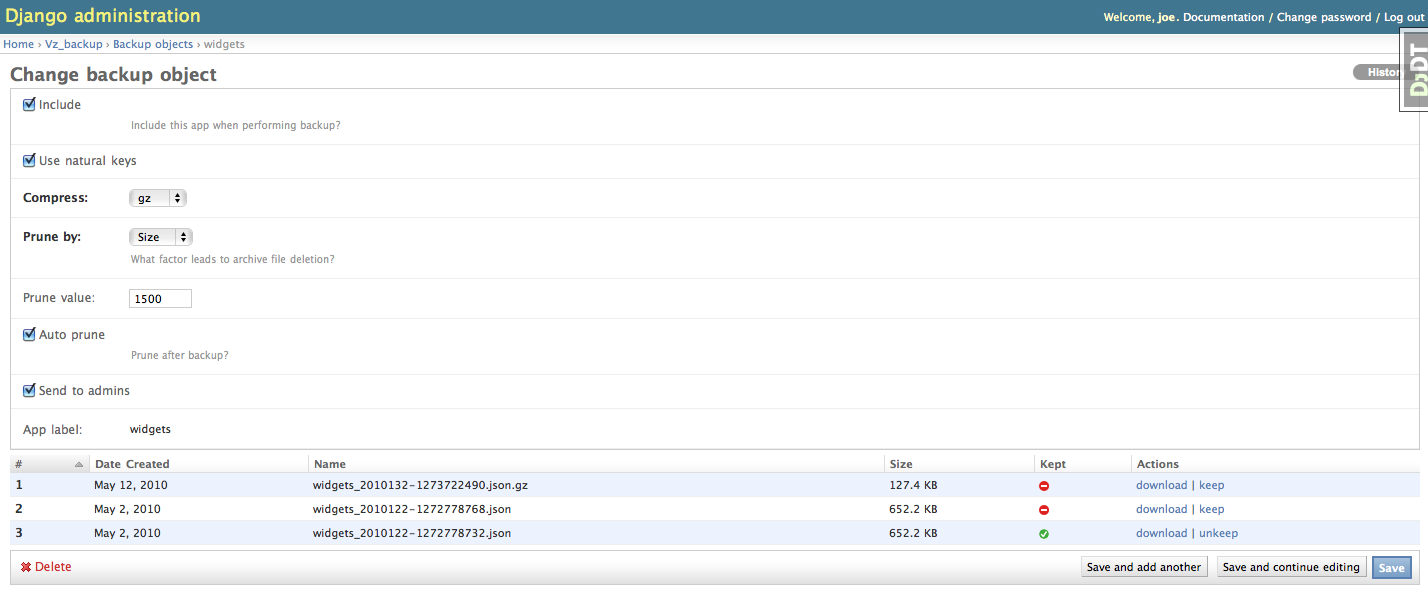 Django administration
Welcome, joe. Documentation / Change password / Log out
Home › Vz_backup › Backup objects › widgets
Change backup object
History
DjDT
Include
Include this app when performing backup?
Use natural keys
Compress: gz
Prune by: Size
What factor leads to archive file deletion?
Prune value: 1500
Auto prune
Prune after backup?
Send to admins
App label: widgets
# Date Created Name Size Kept Actions
1 May 12, 2010 widgets_2010132-1273722490.json.gz 127.4 KB download | keep
2 May 2, 2010 widgets_2010122-1272778768.json 652.2 KB download | keep
3 May 2, 2010 widgets_2010122-1272778732.json 652.2 KB download | unkeep
Delete Save and add another Save and continue editing Save